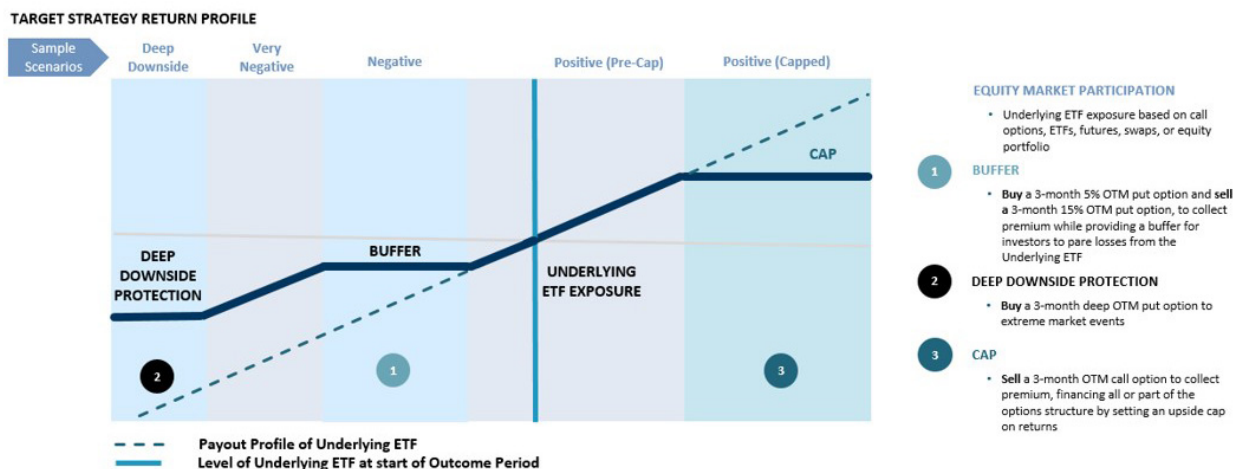 TARGET STRATEGY RETURN PROFILE
Sample
Scenarios
Deep
Downside
Very
Negative
Negative
Positive (Pre-Cap)
Positive (Capped)
CAP
BUFFER
DEEP
DOWNSIDE
PROTECTION
UNDERLYING
ETF EXPOSURE
2
1
3
Payout Profile of Underlying ETF
Level of Underlying ETF at start of Outcome Period
EQUITY MARKET PARTICIPATION
• Underlying ETF exposure based on call
options, ETFs, futures, swaps, or equity
portfolio
1
BUFFER
• Buy a 3-month 5% OTM put option and sell
a 3-month 15% OTM put option, to collect
premium while providing a buffer for
investors to pare losses from the
Underlying ETF
2
DEEP DOWNSIDE PROTECTION
• Buy a 3-month deep OTM put option to
extreme market events
3
CAP
• Sell a 3-month OTM call option to collect
premium, financing all or part of the
options structure by setting an upside cap
on returns